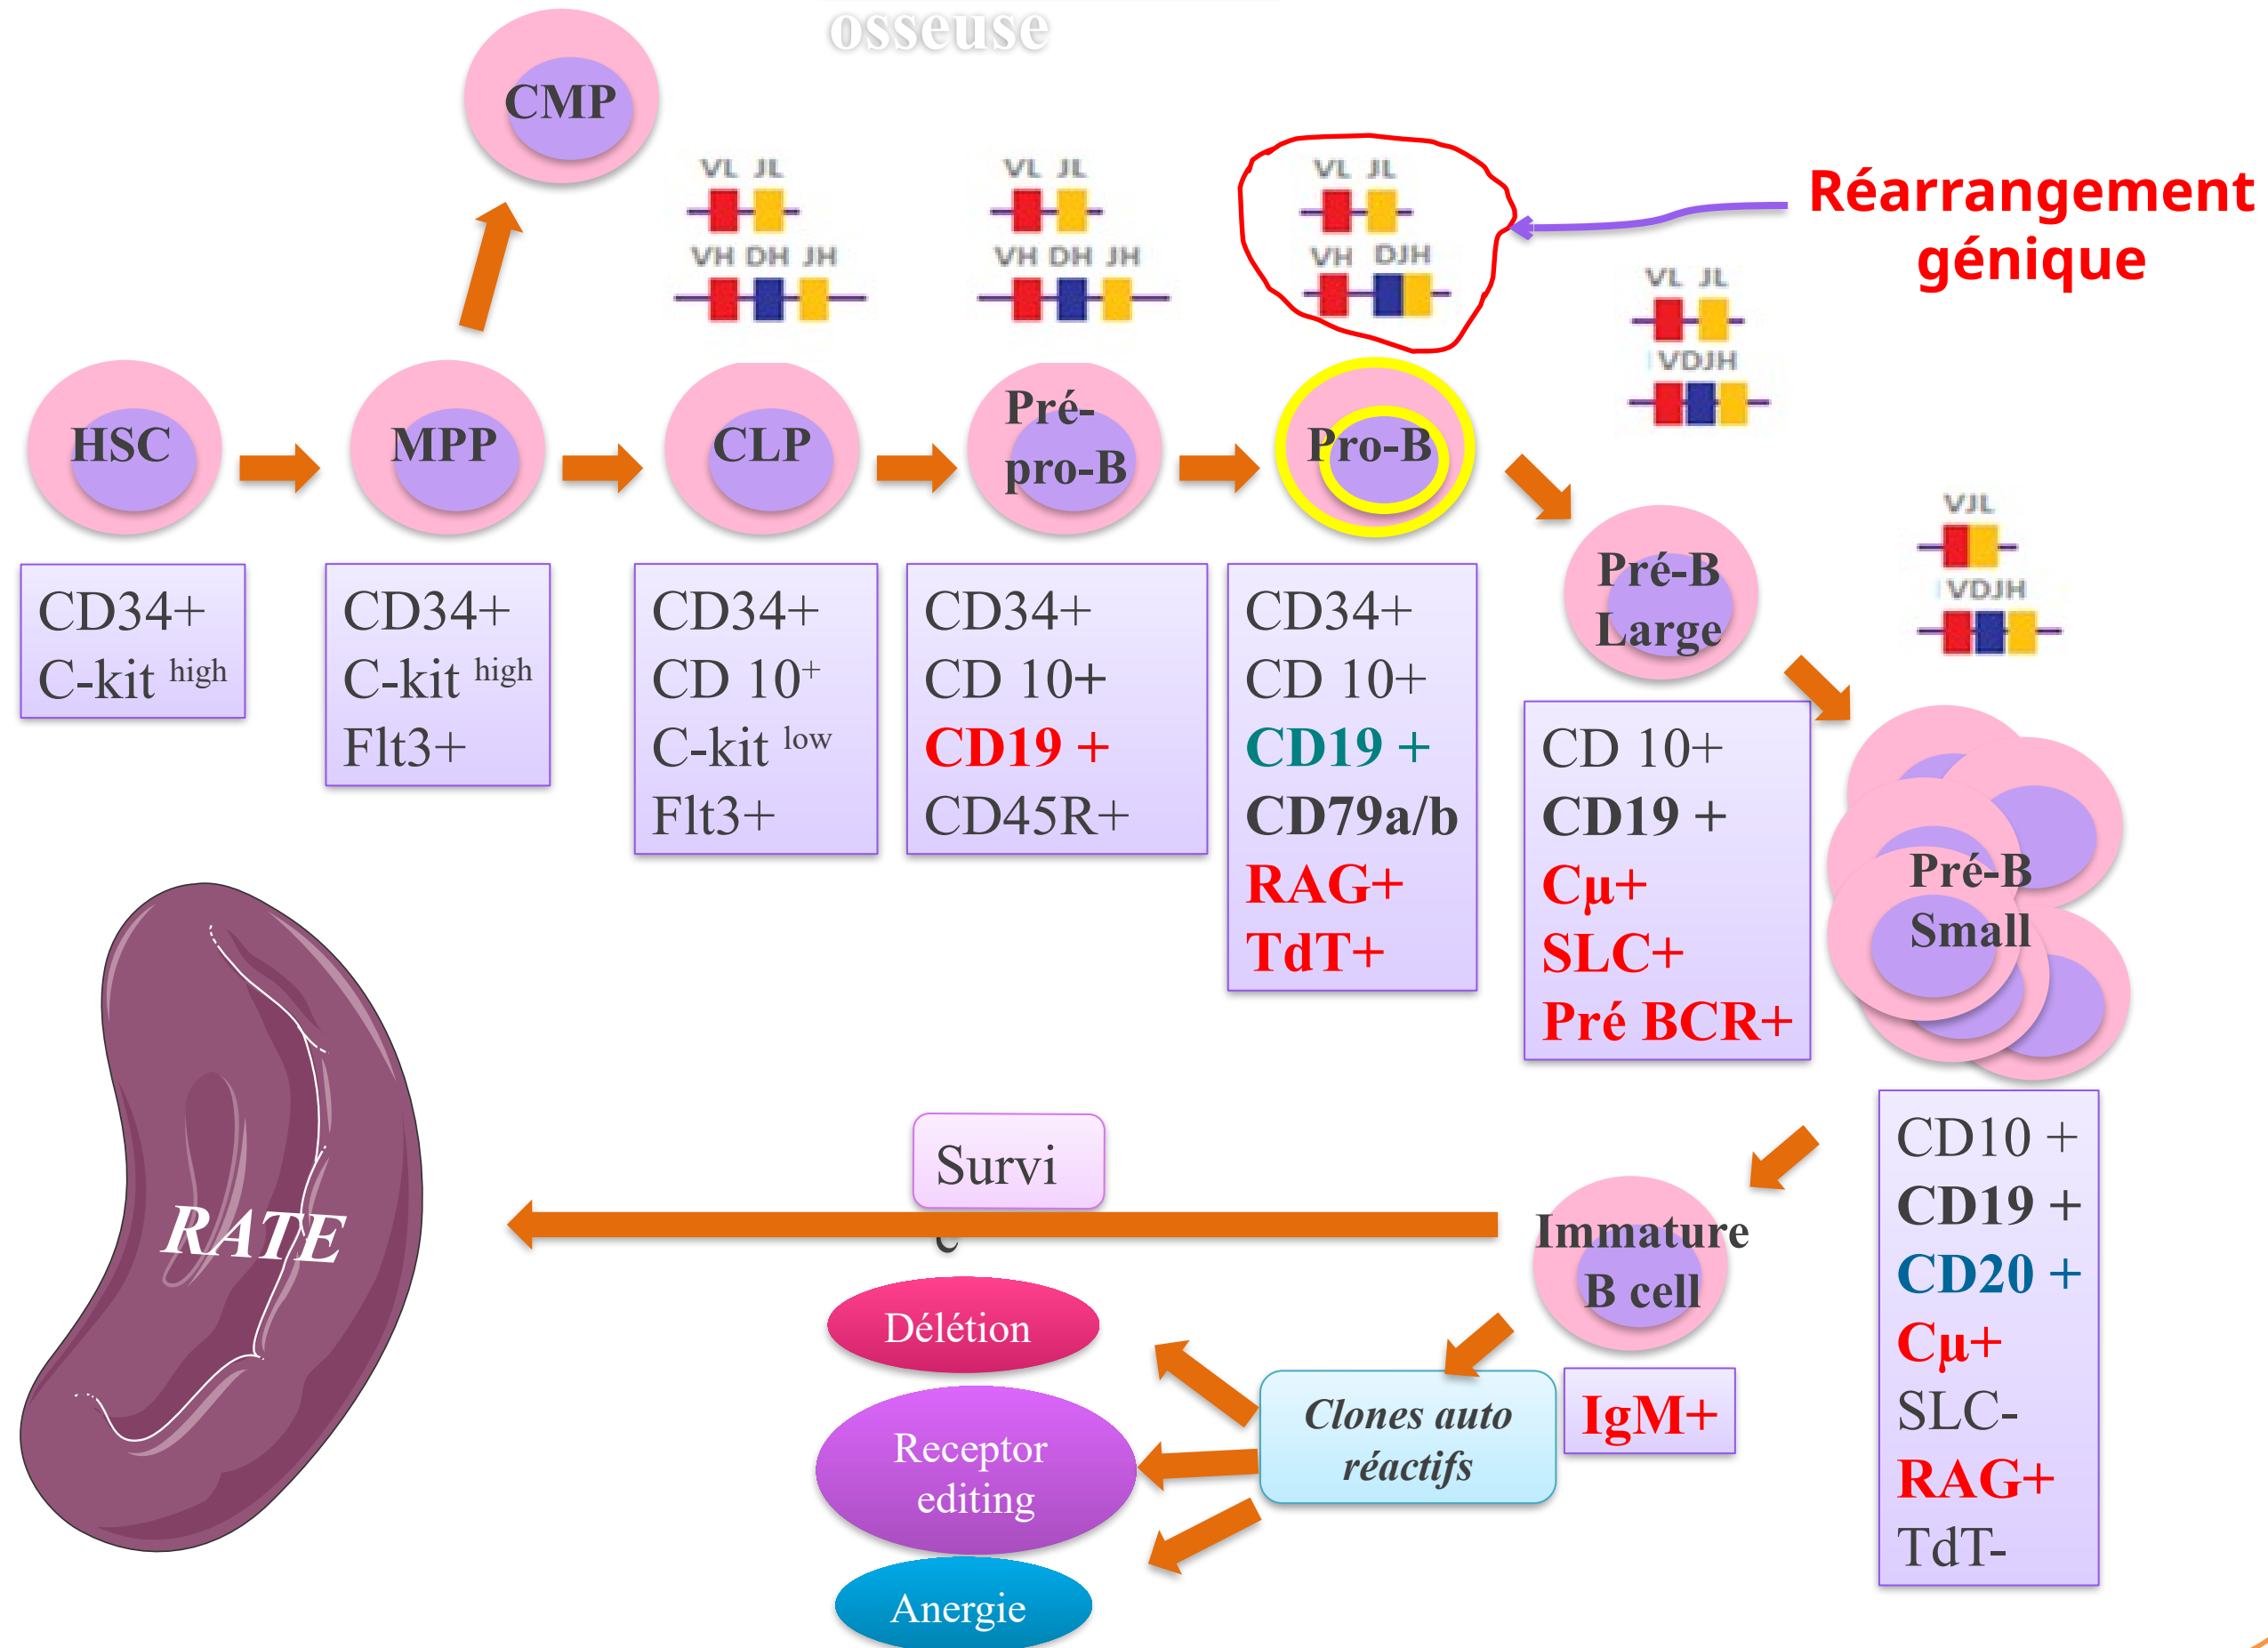 osseuse
CMP
VL JL
VH DH JH
VL JL
VH DH JH
VL JL
VH DJH
Réarrangement
génique
VL JL
VDJH
HSC
MPP
CLP
Pré-
pro-B
Pro-B
VJL
VDJH
CD34+
C-kit high
CD34+
C-kit high
Flt3+
CD34+
CD 10+
C-kit low
Flt3+
CD34+
CD 10+
CD19 +
CD45R+
CD34+
CD 10+
CD19 +
CD79a/b
RAG+
TdT+
Pré-B
Large
CD 10+
CD19 +
Cµ+
SLC+
Pré BCR+
Pré-B
Small
CD10 +
CD19 +
CD20 +
Cµ+
SLC-
RAG+
TdT-
Immature
B cell
IgM+
Survi
e
RATE
Clones auto
réactifs
Délétion
Receptor
editing
Anergie